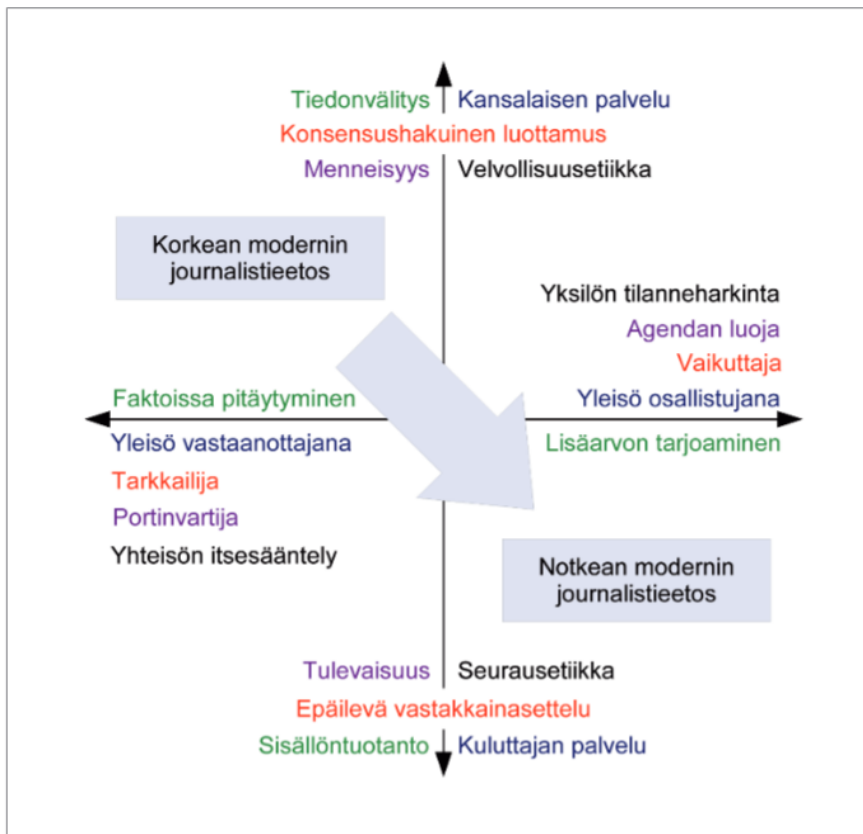 Tiedonvälitys Kansalaisen palvelu
Konsensushakuinen luottamus
Menneisyys Velvollisuusetiikka
Korkean modernin
journalistieetos
Yksilön tilanneharkinta
Agendan luoja
Vaikuttaja
Faktoissa pitäytyminen Yleisö osallistujana
Yleisö vastaanottajana Lisäarvon tarjoaminen
Tarkkailija
Portinvartija
Yhteisön itsesääntely
Notkean modernin
journalistieetos
Tulevaisuus Seurausetiikka
Epäilevä vastakkainasettelu
Sisällöntuotanto Kuluttajan palvelu